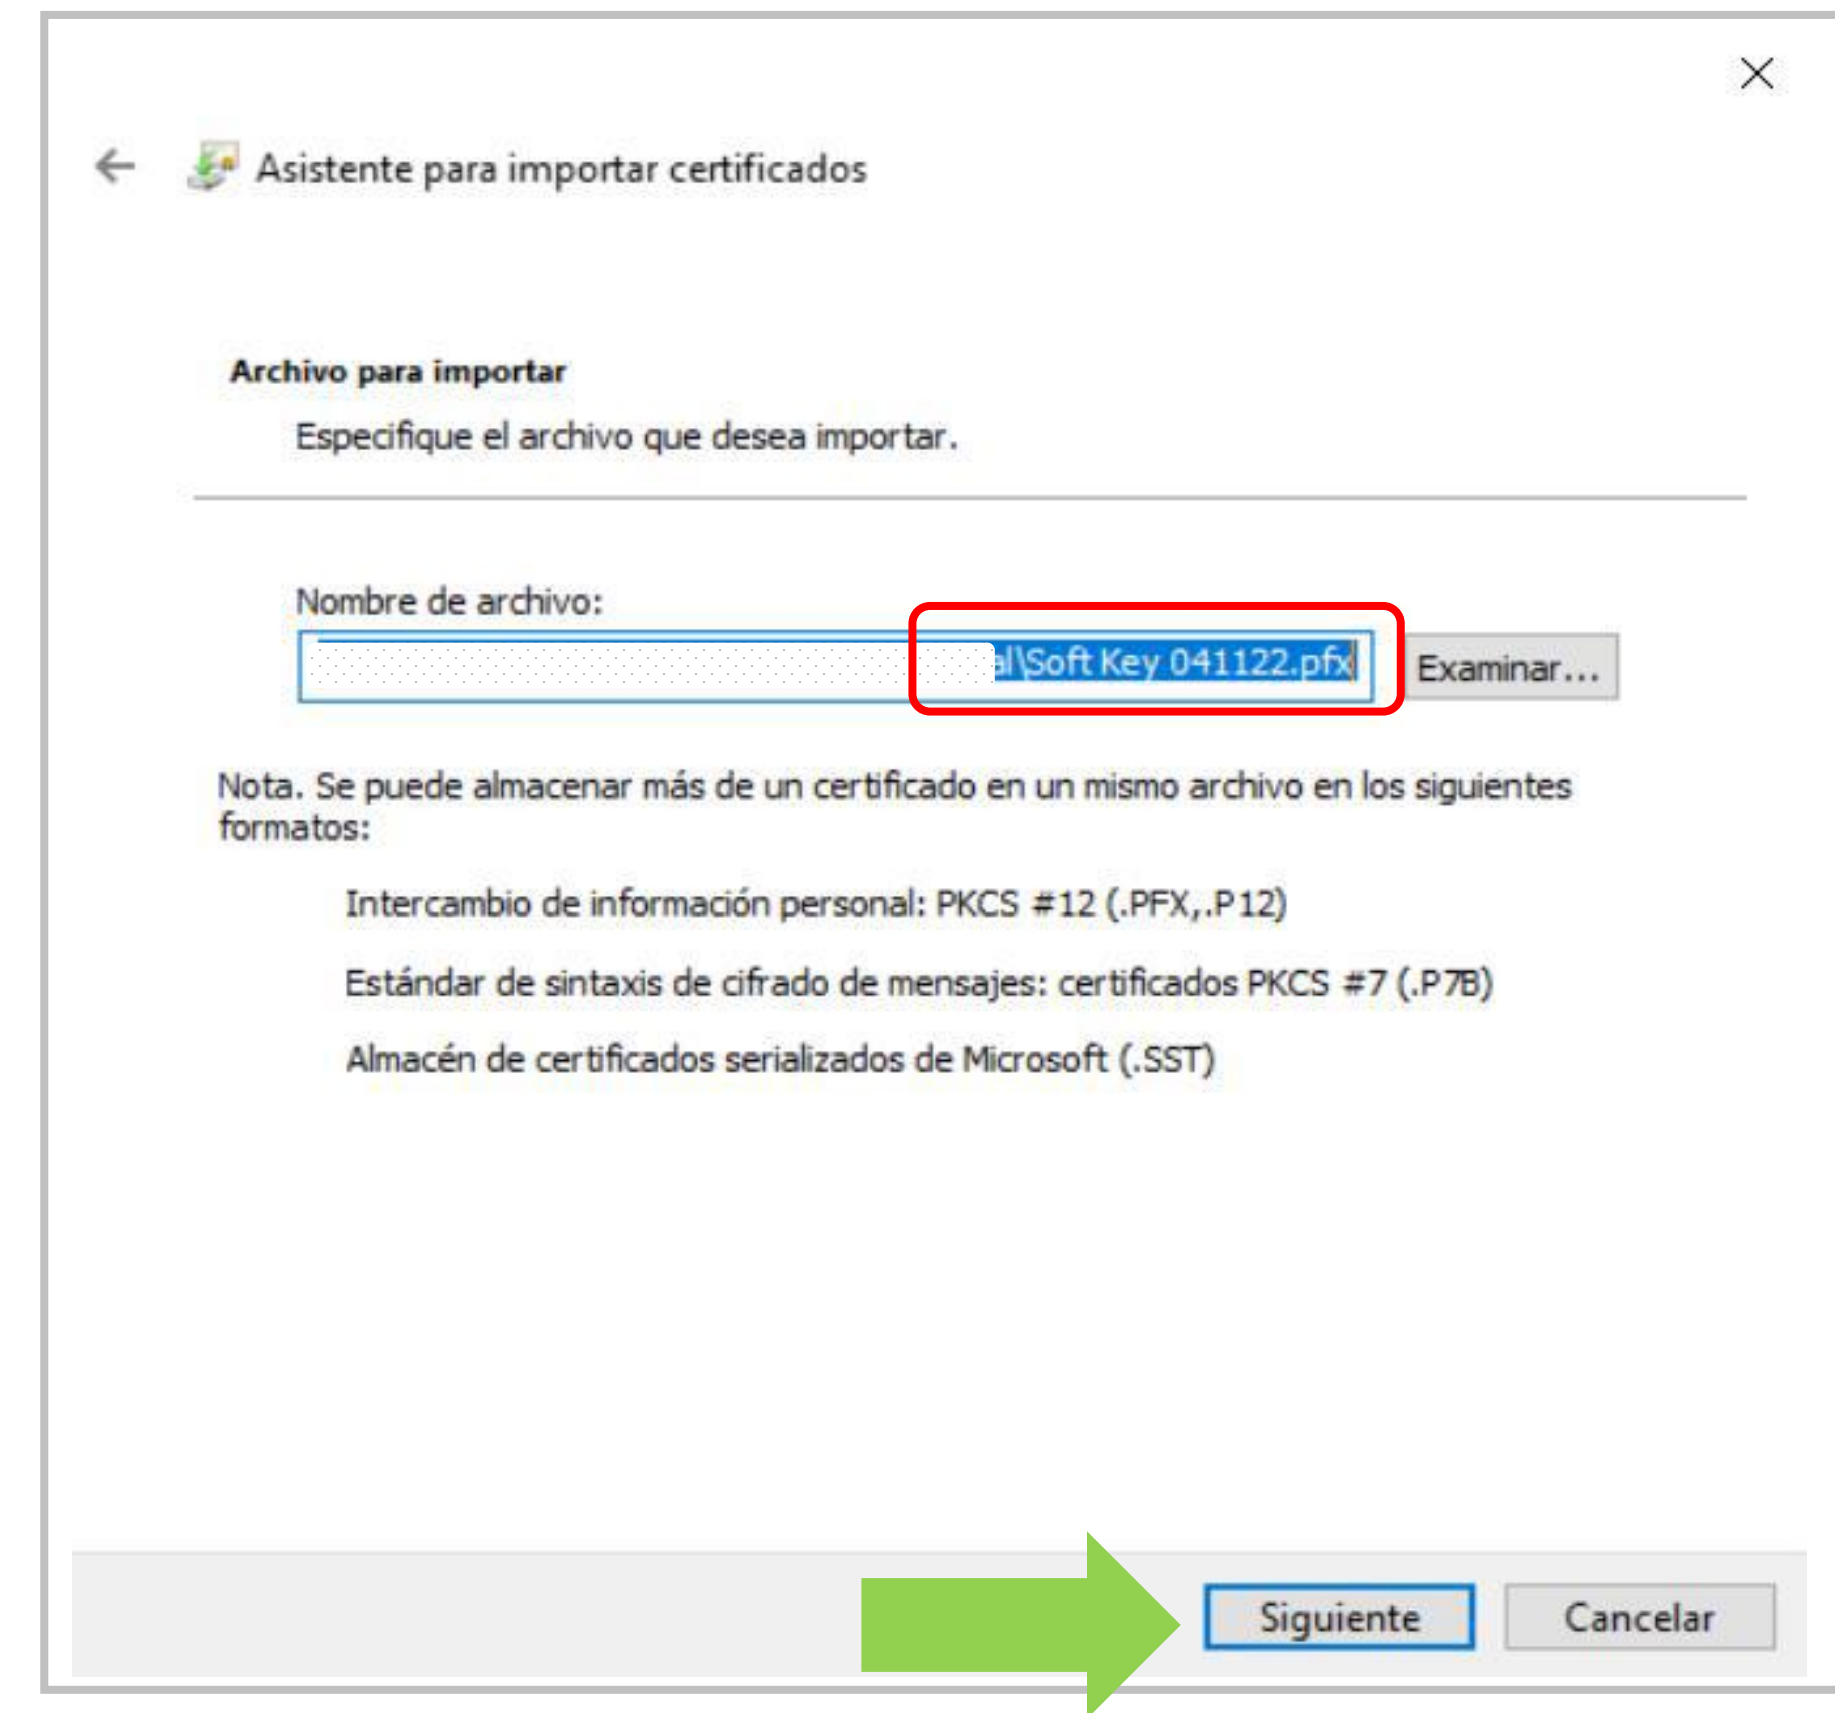 Asistente para importar certificados
Archivo para importar
Especifique el archivo que desea importar.
Nombre de archivo:
al\Soft Key 041122.pfx
Examinar...
Nota. Se puede almacenar más de un certificado en un mismo archivo en los siguientes
formatos:
Intercambio de información personal: PKCS #12 (.PFX,.P12)
Estándar de sintaxis de cifrado de mensajes: certificados PKCS #7 (.P7B)
Almacén de certificados serializados de Microsoft (.SST)
Siguiente
Cancelar